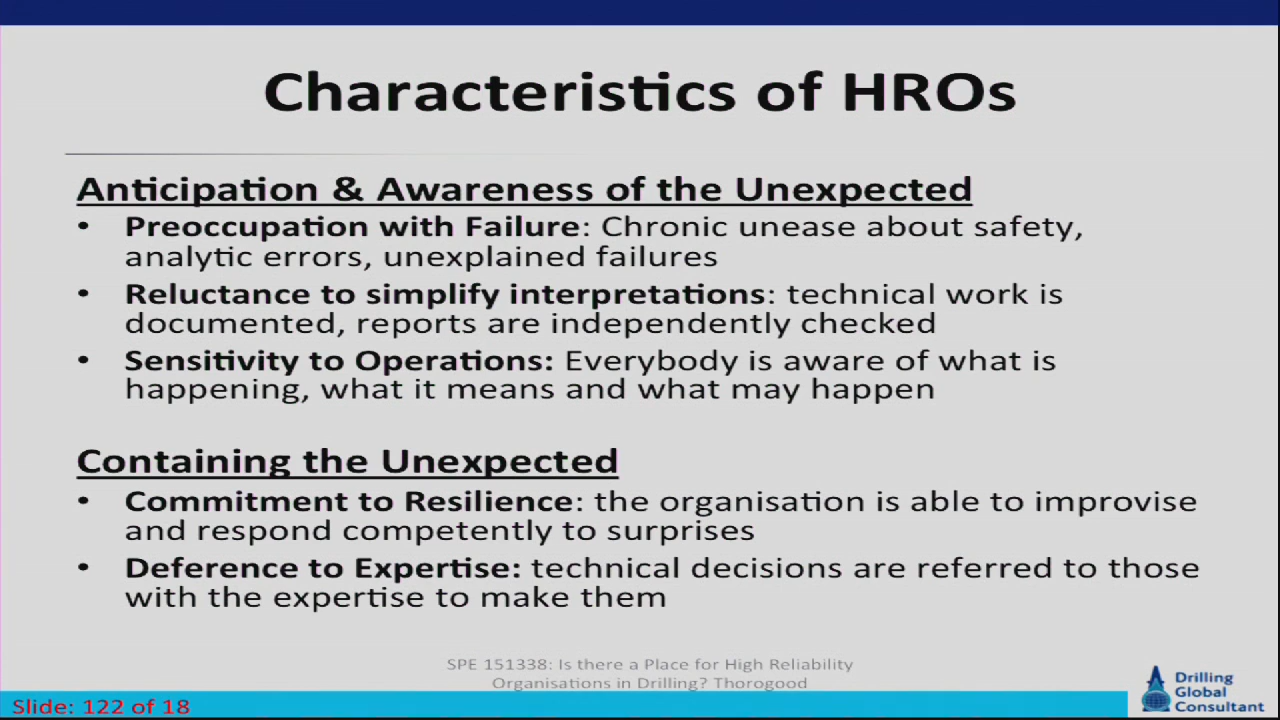 Characteristics of HROs
Anticipation & Awareness of the Unexpected
• Preoccupation with Failure: Chronic unease about safety,
analytic errors, unexplained failures
• Reluctance to simplify interpretations: technical work is
documented, reports are independently checked
• Sensitivity to Operations: Everybody is aware of what is
happening, what it means and what may happen
Containing the Unexpected
• Commitment to Resilience: the organisation is able to improvise
and respond competently to surprises
• Deference to Expertise: technical decisions are referred to those
with the expertise to make them
SPE 151338: Is there a Place for High Reliability
Organisations in Drilling? Thorogood
Slide: 122 of 18
Drilling
Global
Consultant